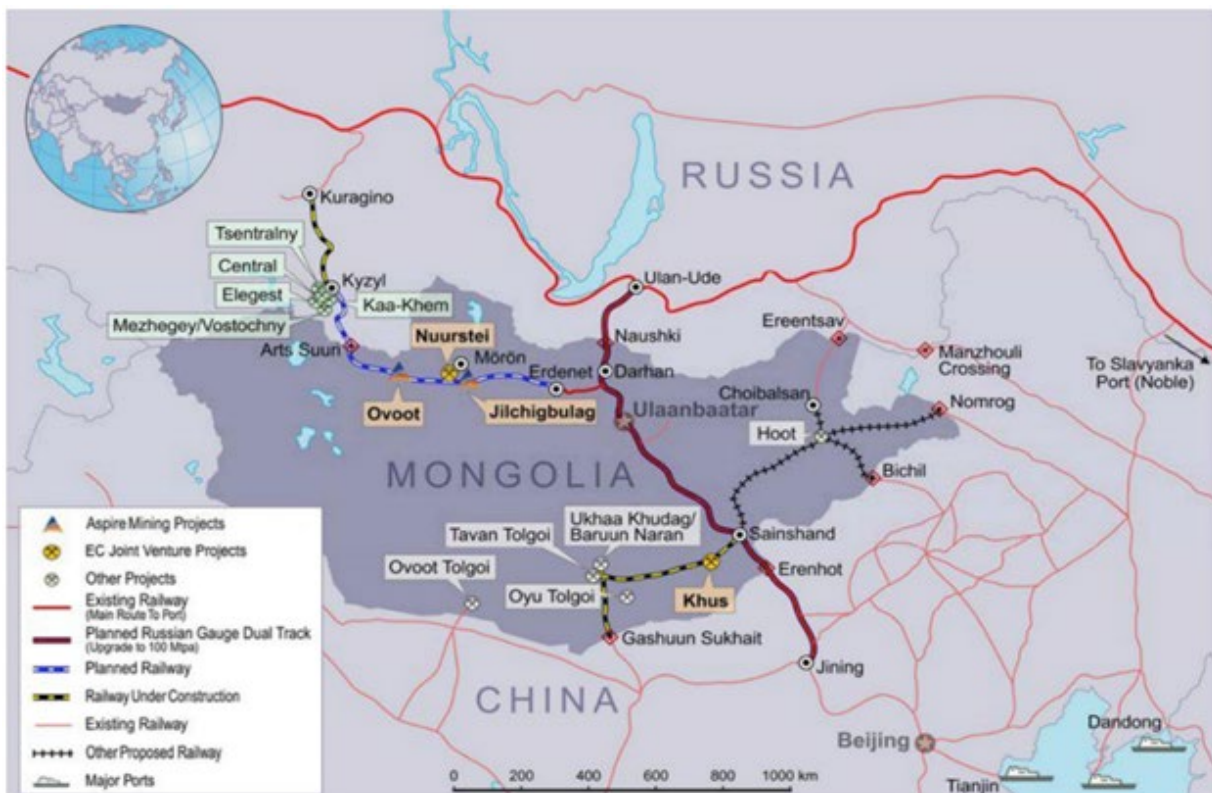 RUSSIA
Kuragino
Tsentralny
Central
Kyzyl
Elegest
Kaa-Khem
Mezhegey/Vostochny
Ulan-Ude
Nuurstei
Naushki
Ereentsav
Arts Suuri
Mörön
Manzhouli
Crossing
Erdenet
Darhan
To Slavyanka
Port (Noble)
Choibalsan
Ovoot
Jilchigbulag
Ulaanbaatar
Nomrog
Hoot
MONGOLIA
Bichil
Ukhaa Khudag/
Baruun Naran
Tavan Tolgoi
Sainshand
Ovoot Tolgoi
Erenhot
Oyu Tolgoi
Khus
Gashuun Sukhait
Jining
CHINA
Beijing
Dandong
Tianjin
0 200 400 600 800 1000 km
Aspire Mining Projects
EC Joint Venture Projects
Other Projects
Existing Railway
(Main Route To Port)
Planned Russian Gauge Dual Track
(Upgrade to 100 Mtpa)
Planned Railway
Railway Under Construction
Existing Railway
Other Proposed Railway
Major Ports